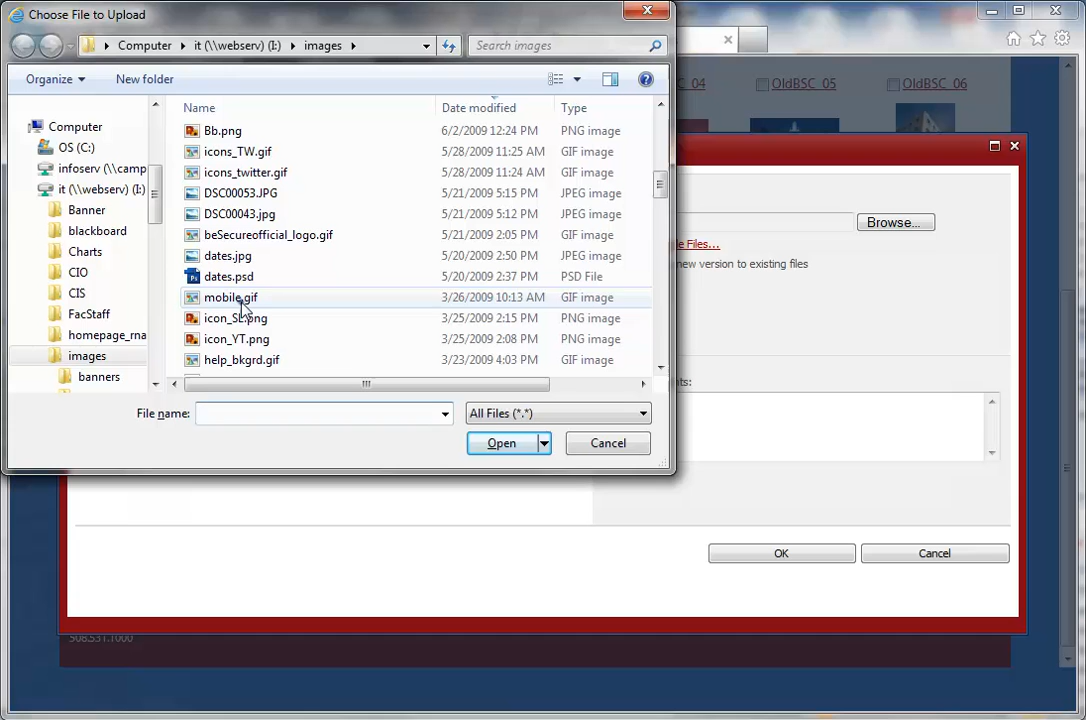 Choose File to Upload
Computer ▸ it (\\webserv) (I:) ▸ images ▸
Search images
Organize
New folder
Name
Date modified
Type
Computer
OS (C:)
infoserv (\\camp
it (\\webserv) (I:)
Banner
blackboard
Charts
CIO
CIS
FacStaff
homepage_rna
images
banners
Bb.png 6/2/2009 12:24 PM PNG image
icons_TW.gif 5/28/2009 11:25 AM GIF image
icons_twitter.gif 5/28/2009 11:24 AM GIF image
DSC00053.JPG 5/21/2009 5:15 PM JPEG image
DSC00043.jpg 5/21/2009 5:12 PM JPEG image
beSecureofficial_logo.gif 5/21/2009 2:05 PM GIF image
dates.jpg 5/20/2009 2:50 PM JPEG image
dates.psd 5/20/2009 2:37 PM PSD File
mobile.gif 3/26/2009 10:13 AM GIF image
icon_SL.png 3/25/2009 2:15 PM PNG image
icon_YT.png 3/25/2009 2:08 PM PNG image
help_bkgrd.gif 3/23/2009 4:03 PM GIF image
File name:
All Files (*.*)
Open
Cancel
_04
OldBSC_05
OldBSC_06
Browse...
Files...
new version to existing files
OK
Cancel
508.531.1000